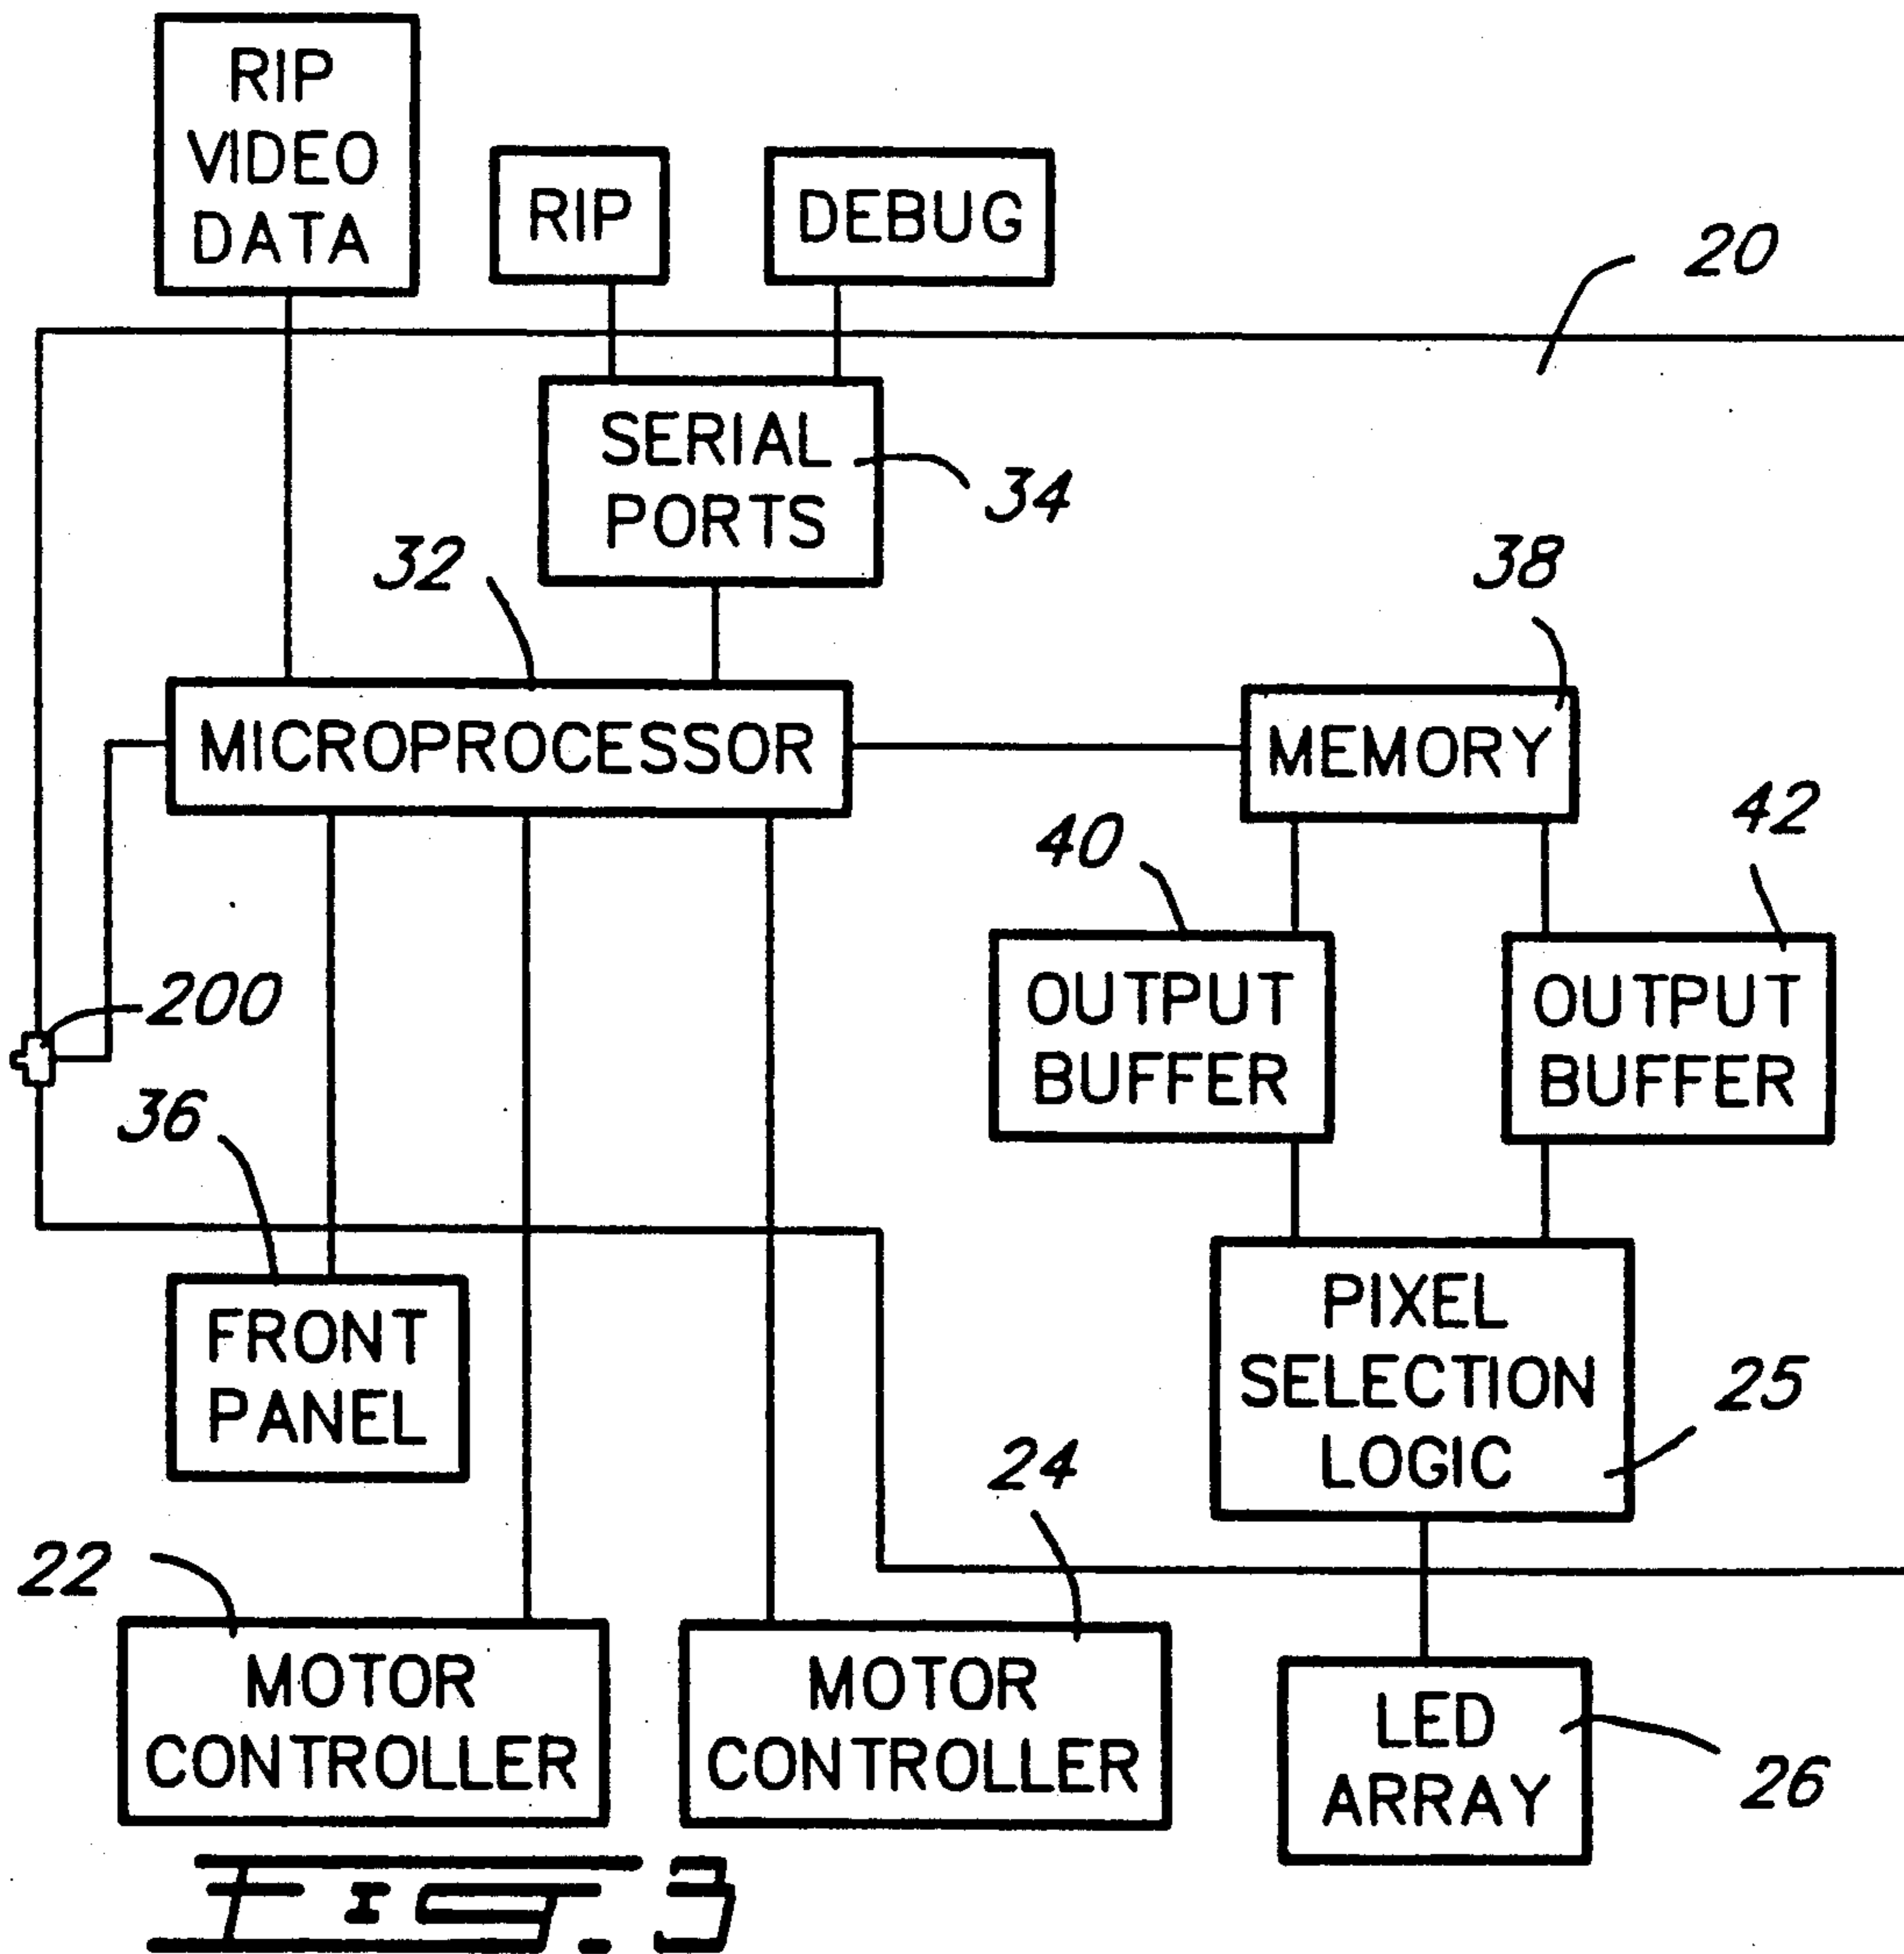 RIP
VIDEO
DATA
RIP
DEBUG
20
SERIAL
PORTS
34
32
38
MICROPROCESSOR
MEMORY
40
42
200
OUTPUT
BUFFER
OUTPUT
BUFFER
36
FRONT
PANEL
PIXEL
SELECTION
LOGIC
25
24
22
MOTOR
CONTROLLER
MOTOR
CONTROLLER
LED
ARRAY
26
FIG. 3